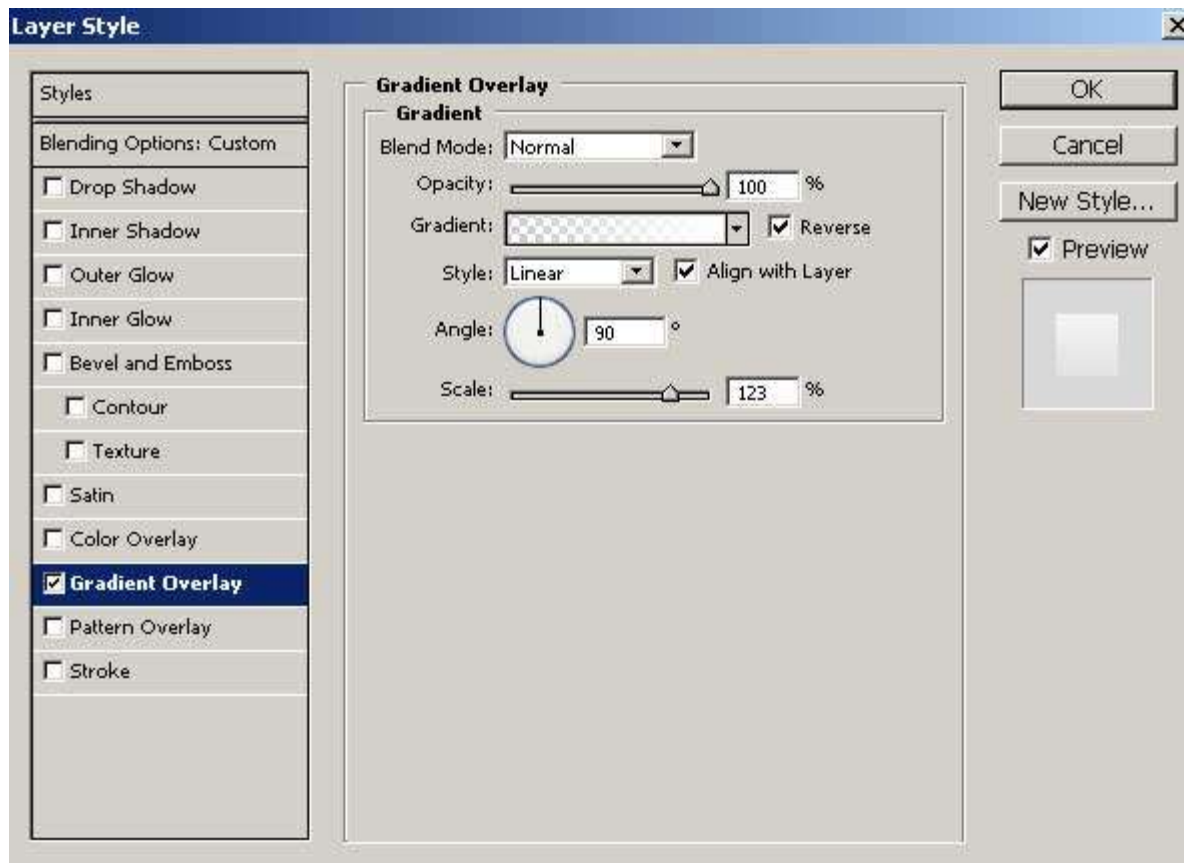 Layer Style
Styles
Blending Options: Custom
Drop Shadow
Inner Shadow
Outer Glow
Inner Glow
Bevel and Emboss
Contour
Texture
Satin
Color Overlay
Gradient Overlay
Pattern Overlay
Stroke
Gradient Overlay
Gradient
Blend Mode: Normal
Opacity: 100 %
Gradient: Reverse
Style: Linear Align with Layer
Angle: 90 °
Scale: 123 %
OK
Cancel
New Style...
Preview